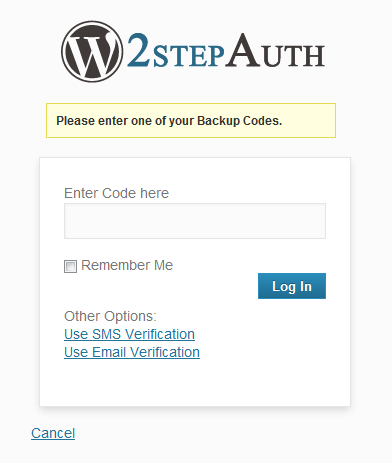 W 2STEPAUTH
Please enter one of your Backup Codes.
Enter Code here
Remember Me
Log In
Other Options:
Use SMS Verification
Use Email Verification
Cancel